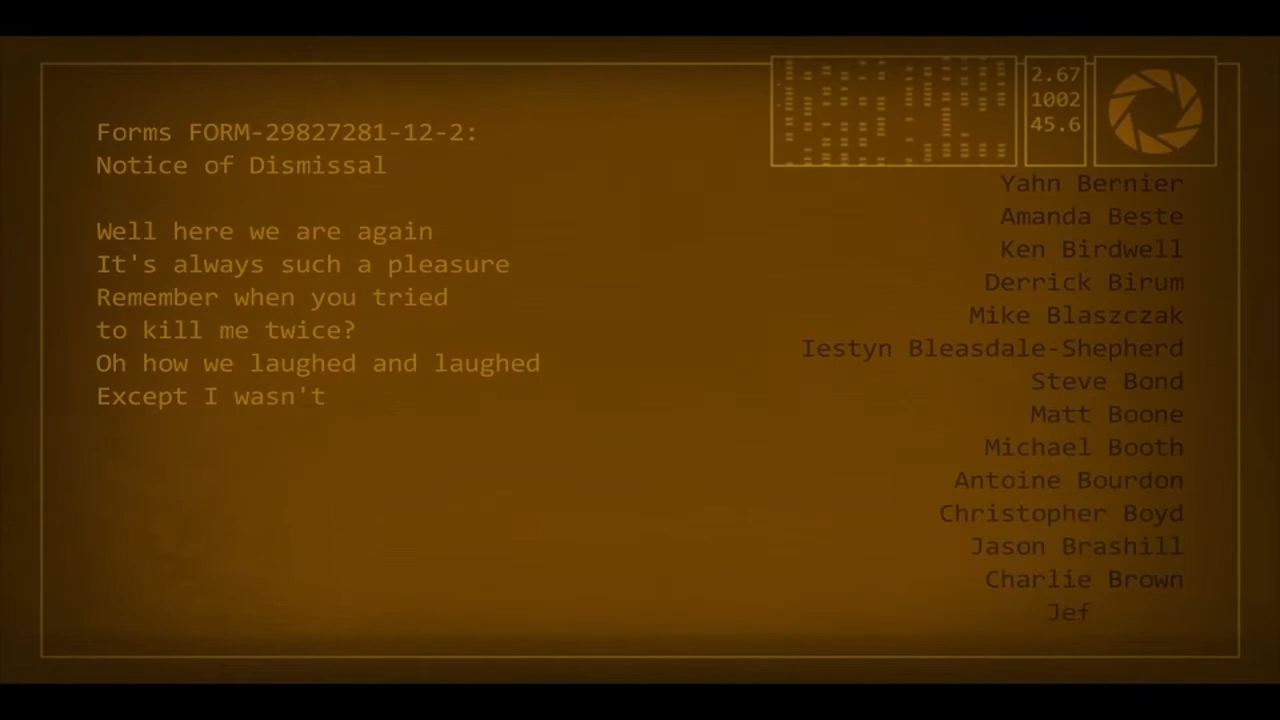 Forms FORM-29827281-12-2:
Notice of Dismissal
Well here we are again
It's always such a pleasure
Remember when you tried
to kill me twice?
Oh how we laughed and laughed
Except I wasn't
2.67
1002
45.6
Yahn Bernier
Amanda Beste
Ken Birdwell
Derrick Birum
Mike Blaszczak
Iestyn Bleasdale-Shepherd
Steve Bond
Matt Boone
Michael Booth
Antoine Bourdon
Christopher Boyd
Jason Brashill
Charlie Brown
Jef